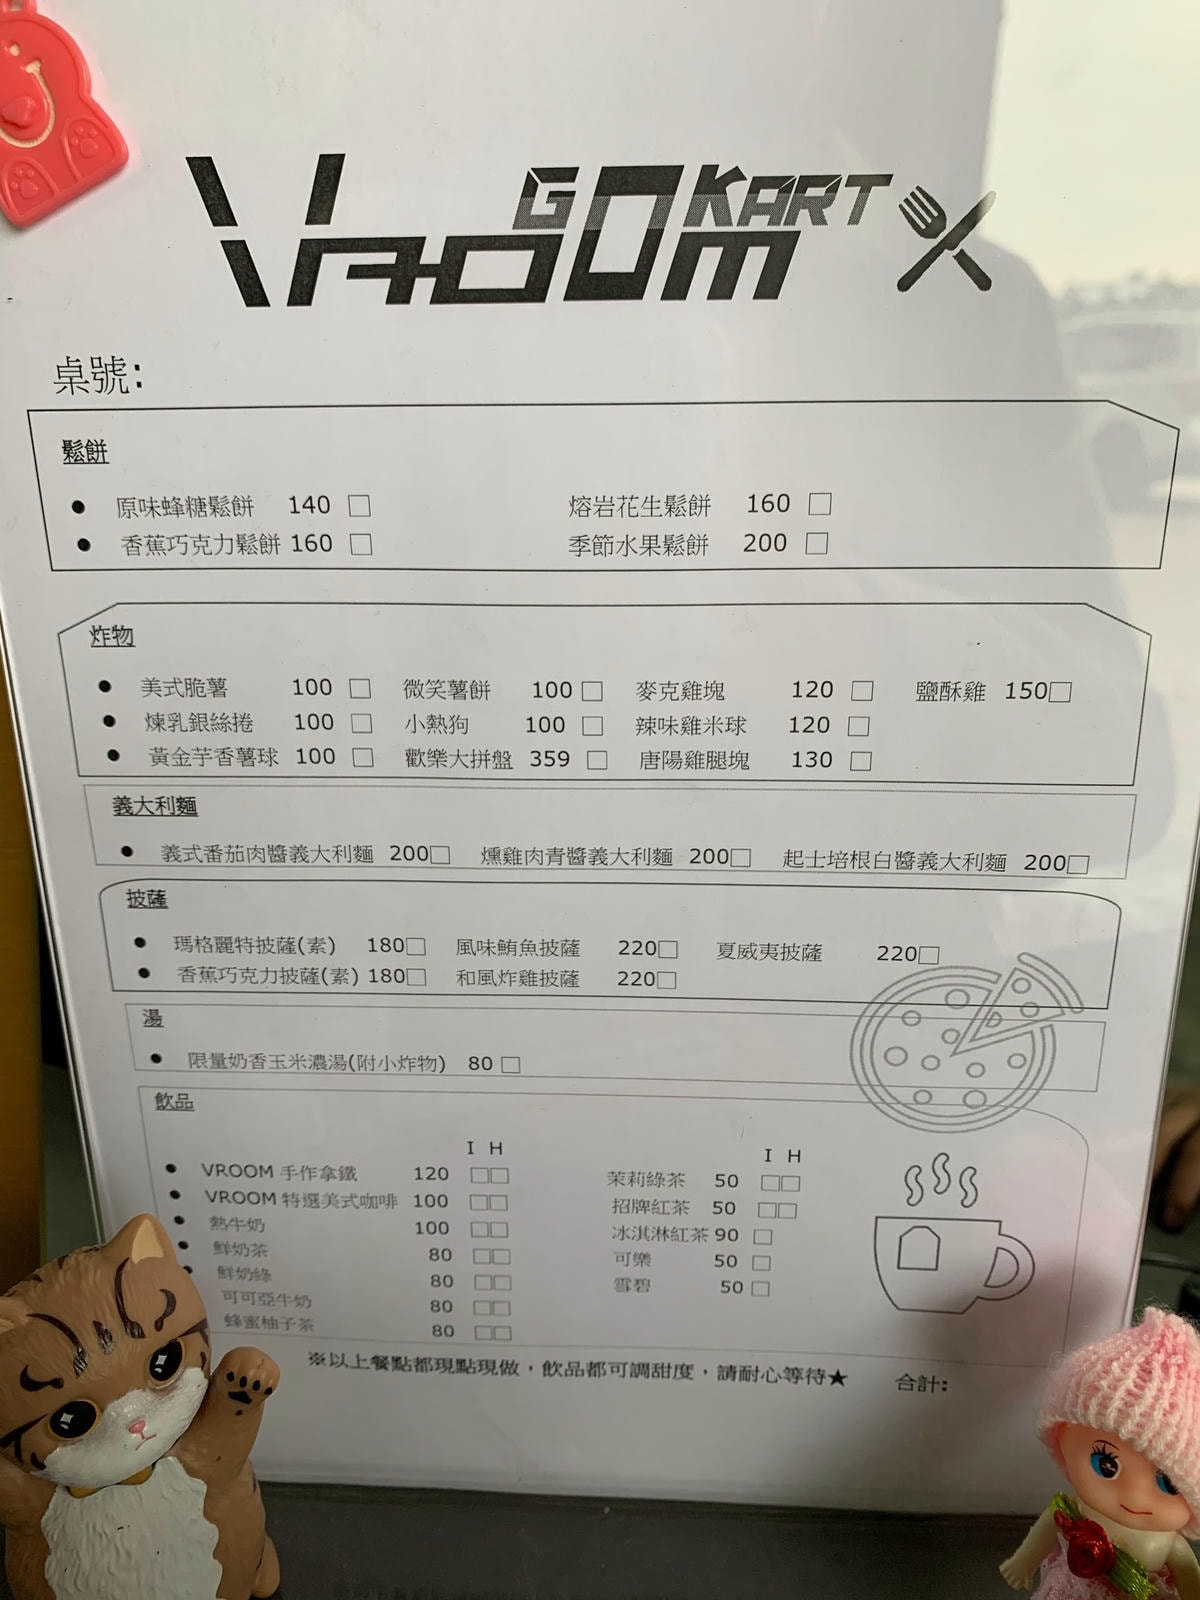 VROOM GO KART
桌號:
鬆餅
● 原味蜂糖鬆餅 140 □ 熔岩花生鬆餅 160 □
● 香蕉巧克力鬆餅 160 □ 季節水果鬆餅 200 □
炸物
● 美式脆薯 100 □ 微笑薯餅 100 □ 麥克雞塊 120 □ 鹽酥雞 150□
● 煉乳銀絲捲 100 □ 小熱狗 100 □ 辣味雞米球 120 □
● 黃金芋香薯球 100 □ 歡樂大拼盤 359 □ 唐陽雞腿塊 130 □
義大利麵
● 義式番茄肉醬義大利麵 200□ 燻雞肉青醬義大利麵 200□ 起士培根白醬義大利麵 200□
披薩
● 瑪格麗特披薩(素) 180□ 風味鮪魚披薩 220□ 夏威夷披薩 220□
● 香蕉巧克力披薩(素) 180□ 和風炸雞披薩 220□
湯
● 限量奶香玉米濃湯(附小炸物) 80 □
飲品
I H I H
● VROOM 手作拿鐵 120 □□ 茉莉綠茶 50 □□
● VROOM 特選美式咖啡 100 □□ 招牌紅茶 50 □□
● 熱牛奶 100 □□ 冰淇淋紅茶 90 □
● 鮮奶茶 80 □□ 可樂 50 □
● 鮮奶綠 80 □□ 雪碧 50 □
可可亞牛奶 80 □□
蜂蜜柚子茶 80 □□
※以上餐點都現點現做，飲品都可調甜度，請耐心等待★ 合計: